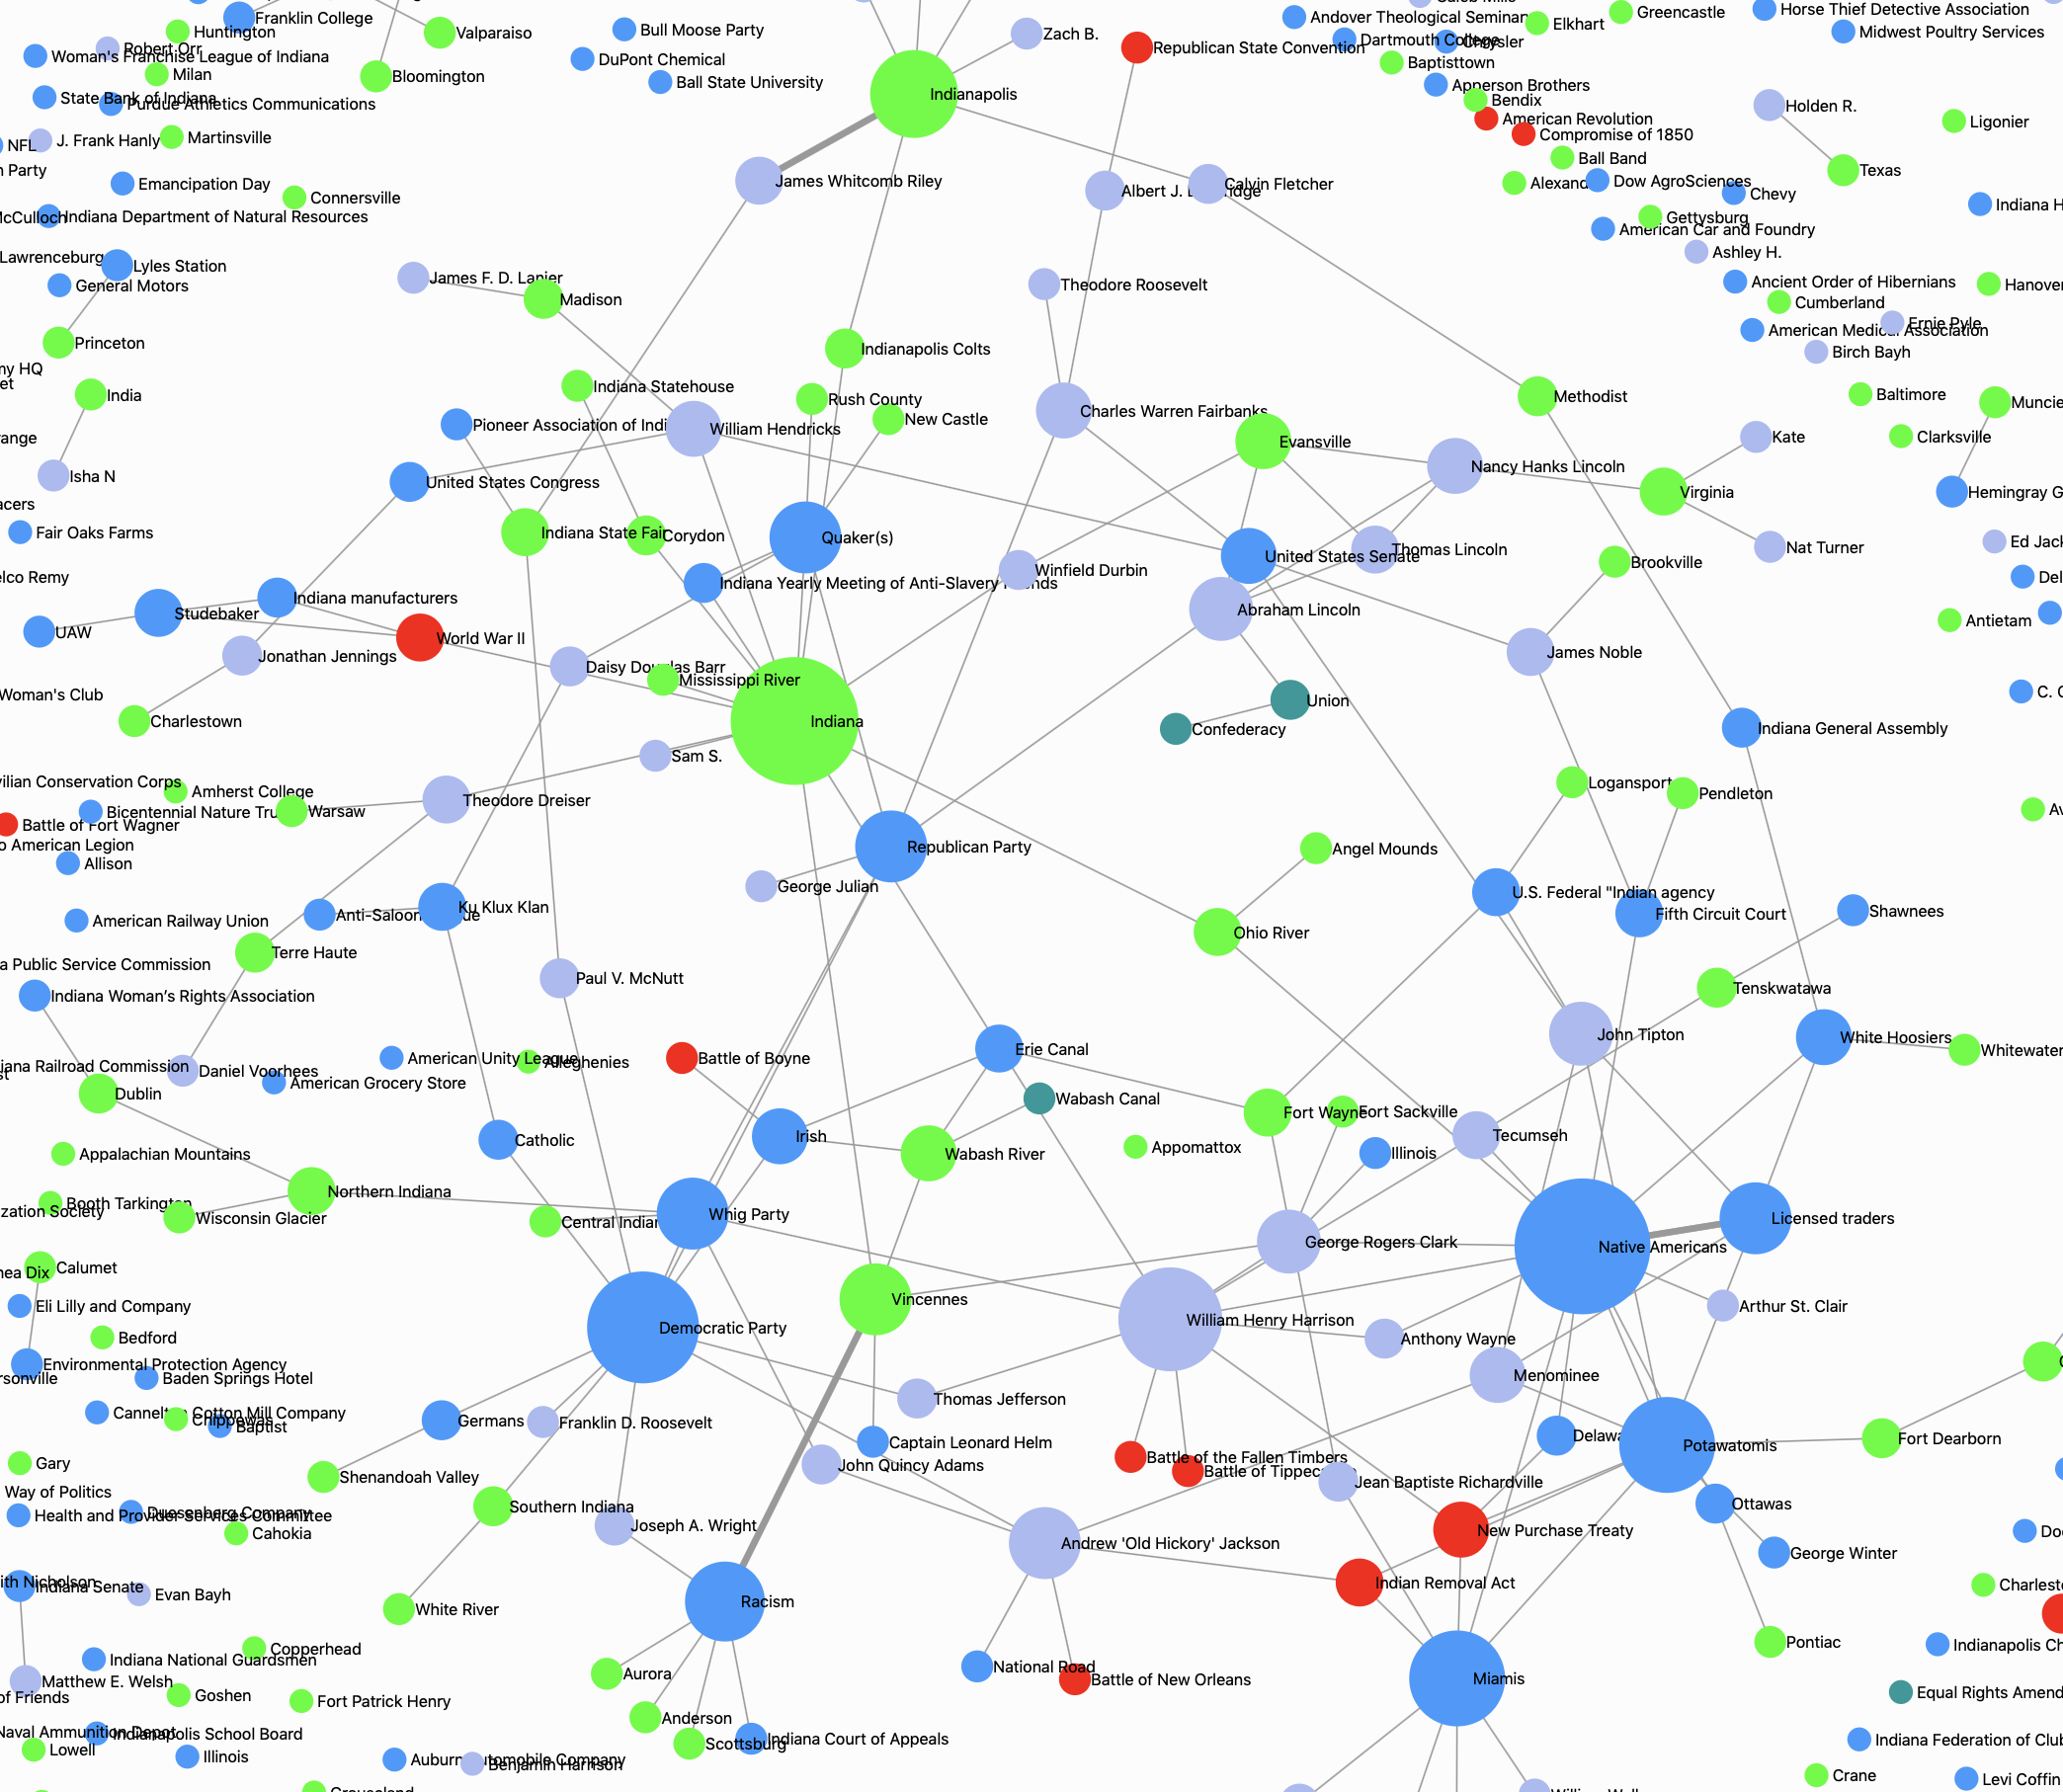 Franklin College
Huntington
Valparaiso
Bull Moose Party
Zach B.
Andover Theological Seminar
Elkhart
Greencastle
Horse Thief Detective Association
Robert Orr
Woman's Franchise League of Indiana
DuPont Chemical
Republican State Convention
Dartmouth College
Chrysler
Midwest Poultry Services
Milan
Bloomington
Ball State University
Baptisttown
Apperson Brothers
State Bank of Indiana
Purdue Athletics Communications
Indianapolis
Bendix
Holden R.
American Revolution
Ligonier
NFL
J. Frank Hanly
Martinsville
Compromise of 1850
n Party
Ball Band
Texas
Emancipation Day
James Whitcomb Riley
Albert J.
Calvin Fletcher
Dow AgroSciences
Chevy
Connersville
Indiana H
McCulloch
Indiana Department of Natural Resources
Gettysburg
American Car and Foundry
Ashley H.
Lawrenceburg
Lyles Station
James F. D. Lanier
General Motors
Theodore Roosevelt
Ancient Order of Hibernians
Hanover
Madison
Cumberland
Ernie Pyle
American Medical Association
Princeton
Indianapolis Colts
Birch Bayh
my HQ
et
Indiana Statehouse
India
Rush County
Charles Warren Fairbanks
Methodist
Baltimore
Muncie
New Castle
Pioneer Association of Indi
William Hendricks
range
Evansville
Kate
Clarksville
Isha N
United States Congress
Nancy Hanks Lincoln
Virginia
Hemingray G
acers
Fair Oaks Farms
Indiana State Fair
Corydon
Quaker(s)
United States Senate
Thomas Lincoln
Nat Turner
Ed Jack
elco Remy
Indiana Yearly Meeting of Anti-Slavery Friends
Winfield Durbin
Brookville
Del
Indiana manufacturers
Studebaker
Abraham Lincoln
UAW
World War II
Antietam
Jonathan Jennings
Daisy Douglas Barr
James Noble
Mississippi River
Woman's Club
C. C
Charlestown
Indiana
Union
Confederacy
Indiana General Assembly
Sam S.
vilian Conservation Corps
Amherst College
Theodore Dreiser
Logansport
Pendleton
Bicentennial Nature Tru
Warsaw
Battle of Fort Wagner
o American Legion
Republican Party
Angel Mounds
Allison
George Julian
U.S. Federal "Indian agency
American Railway Union
Anti-Saloon
Ku Klux Klan
Fifth Circuit Court
Shawnees
Ohio River
Terre Haute
a Public Service Commission
Paul V. McNutt
Indiana Woman’s Rights Association
Tenskwatawa
John Tipton
White Hoosiers
Erie Canal
Whitewater
iana Railroad Commission
Daniel Voorhees
American Unity League
Alleghenies
Battle of Boyne
American Grocery Store
Dublin
Wabash Canal
Fort Wayne
Fort Sackville
Catholic
Irish
Tecumseh
Appalachian Mountains
Wabash River
Appomattox
Illinois
Northern Indiana
Booth Tarkington
zation Society
Wisconsin Glacier
Central Indian
Whig Party
Licensed traders
George Rogers Clark
Native Americans
Calumet
nea Dix
Eli Lilly and Company
Vincennes
Arthur St. Clair
Bedford
Democratic Party
William Henry Harrison
Anthony Wayne
Environmental Protection Agency
rsonville
Baden Springs Hotel
Menominee
Thomas Jefferson
Cannelton Cotton Mill Company
Chippewas
Baptist
Germans
Franklin D. Roosevelt
Captain Leonard Helm
Delawa
Potawatomis
Fort Dearborn
Gary
Shenandoah Valley
John Quincy Adams
Battle of the Fallen Timbers
Battle of Tippecanoe
Jean Baptiste Richardville
Way of Politics
Health and Provider Services Committee
Duesenberg Company
Cahokia
Southern Indiana
Ottawas
Joseph A. Wright
New Purchase Treaty
Andrew 'Old Hickory' Jackson
George Winter
Doc
ith Nicholson
Indiana Senate
Evan Bayh
Indian Removal Act
Charlest
White River
Racism
Copperhead
Pontiac
Indianapolis Ch
Indiana National Guardsmen
Aurora
National Road
Battle of New Orleans
Miamis
Matthew E. Welsh
of Friends
Goshen
Fort Patrick Henry
Equal Rights Amend
Anderson
Naval Ammunition Depot
Indianapolis School Board
Scottsburg
Indiana Court of Appeals
Indiana Federation of Club
Lowell
Illinois
Auburn Automobile Company
Benjamin Harrison
Crane
Levi Coffin